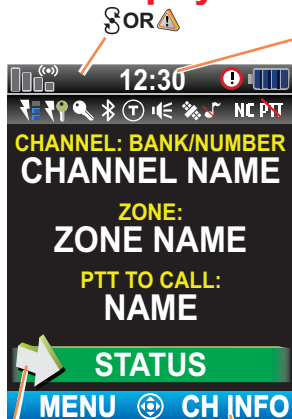 OR
12:30
T NC PTT
CHANNEL: BANK/NUMBER
CHANNEL NAME
ZONE:
ZONE NAME
PTT TO CALL:
NAME
STATUS
MENU CH INFO